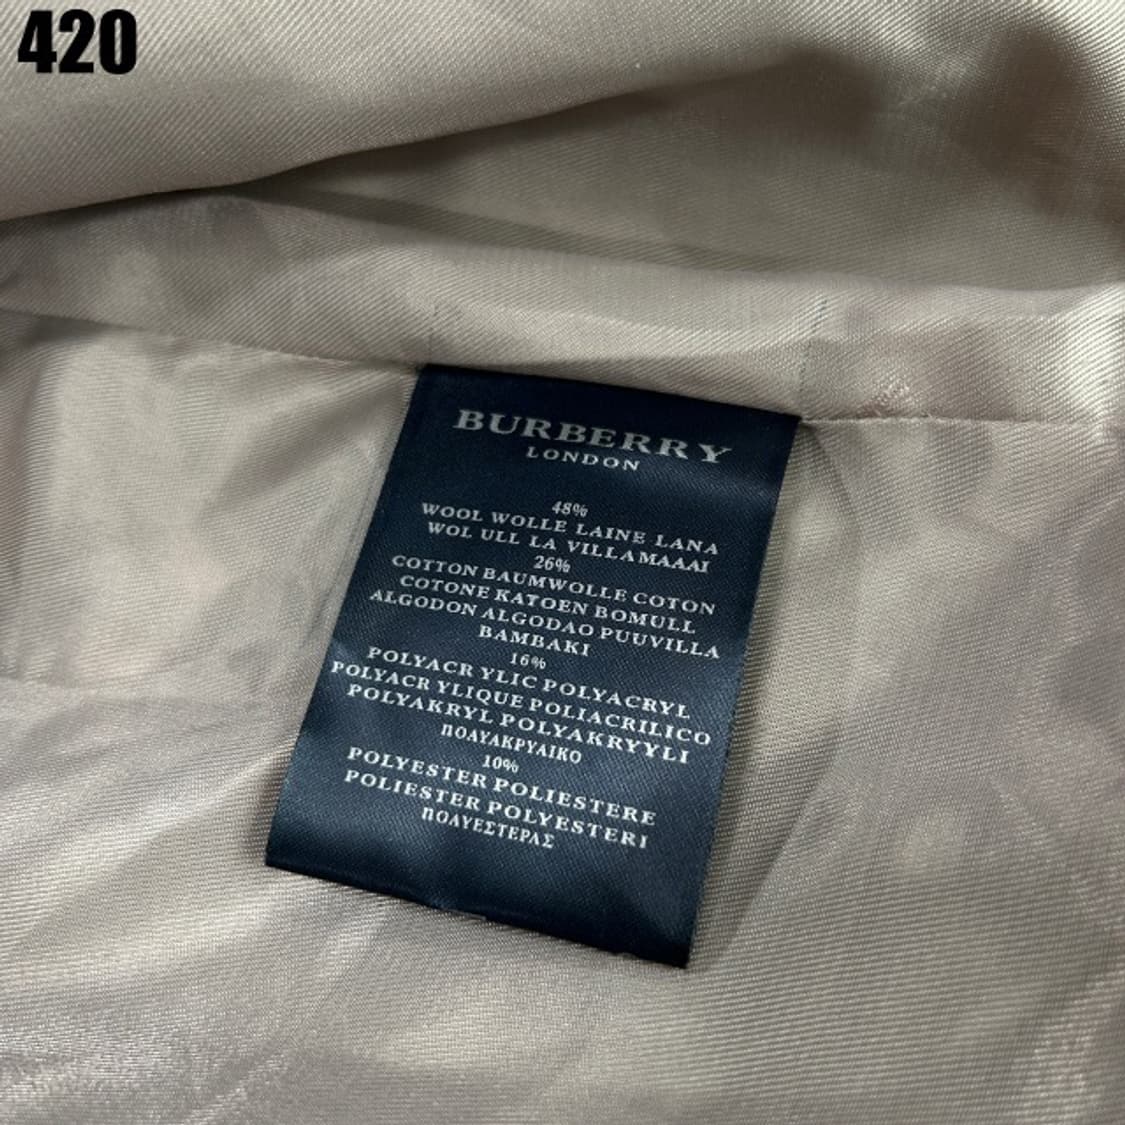 420
BURBERRY
LONDON
48%
WOOL WOLLE LAINE LANA
WOL ULL LA VILLAMAAAI
26%
COTTON BAUMWOLLE COTON
COTONE KATOEN BOMULL
ALGODON ALGODAO PUUVILLA
BAMBAKI
16%
POLYACR YLIC POLYACRYL
POLYACR YLIQUE POLIACRILICO
POLYAKRYL POLYAKRYYLI
ΠΟΛΥΑΚΡΥΛΙΚΟ
10%
POLYESTER POLIESTERE
POLIESTER POLYESTERI
ΠΟΛΥΕΣΤΕΡΑΣ